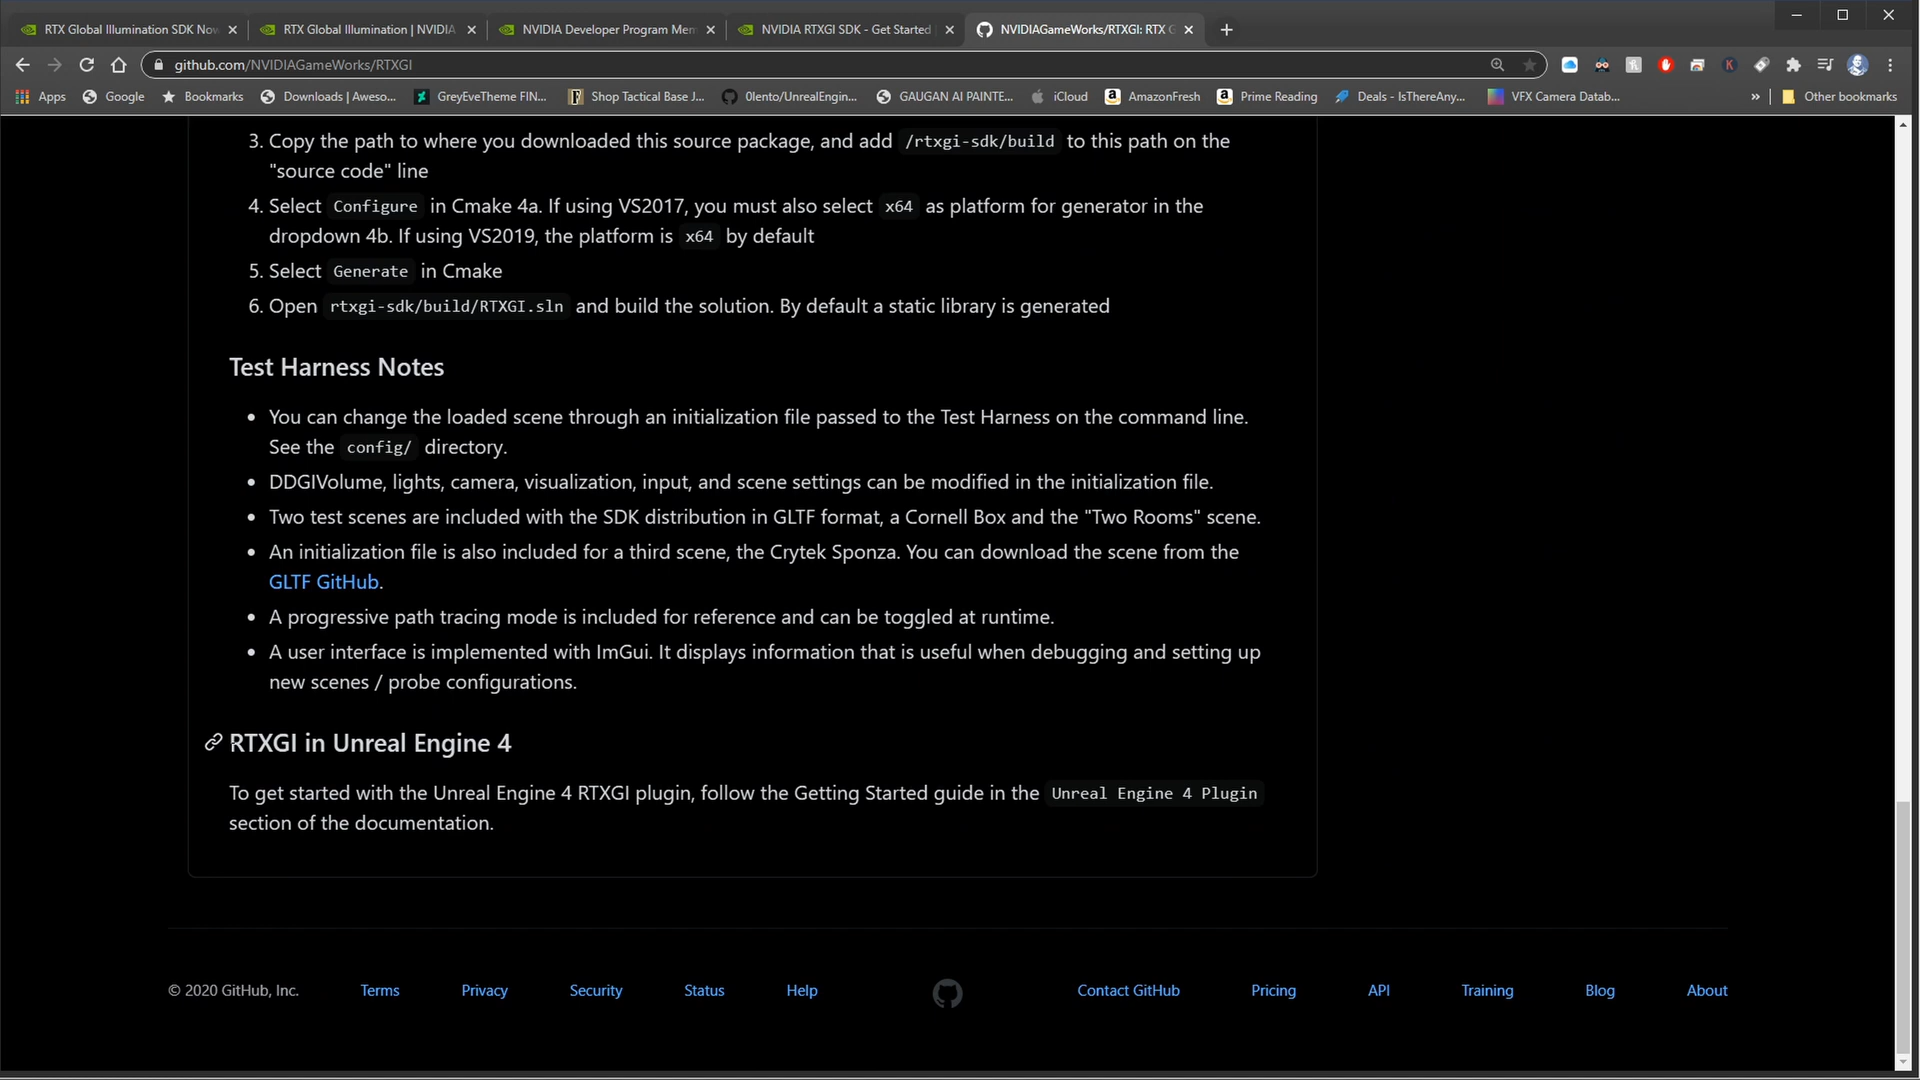 RTX Global Illumination SDK Now
RTX Global Illumination | NVIDIA
NVIDIA Developer Program Mem
NVIDIA RTXGI SDK - Get Started
NVIDIAGameWorks/RTXGI: RTX G
github.com/NVIDIAGameWorks/RTXGI
Apps
Google
Bookmarks
Downloads | Aweso...
GreyEveTheme FIN...
Shop Tactical Base J...
0lento/UnrealEngin...
GAUGAN AI PAINTE...
iCloud
AmazonFresh
Prime Reading
Deals - IsThereAny...
VFX Camera Datab...
»
Other bookmarks
3. Copy the path to where you downloaded this source package, and add /rtxgi-sdk/build to this path on the
"source code" line
4. Select Configure in Cmake 4a. If using VS2017, you must also select x64 as platform for generator in the
dropdown 4b. If using VS2019, the platform is x64 by default
5. Select Generate in Cmake
6. Open rtxgi-sdk/build/RTXGI.sln and build the solution. By default a static library is generated
Test Harness Notes
• You can change the loaded scene through an initialization file passed to the Test Harness on the command line.
See the config/ directory.
• DDGIVolume, lights, camera, visualization, input, and scene settings can be modified in the initialization file.
• Two test scenes are included with the SDK distribution in GLTF format, a Cornell Box and the "Two Rooms" scene.
• An initialization file is also included for a third scene, the Crytek Sponza. You can download the scene from the
GLTF GitHub.
• A progressive path tracing mode is included for reference and can be toggled at runtime.
• A user interface is implemented with ImGui. It displays information that is useful when debugging and setting up
new scenes / probe configurations.
RTXGI in Unreal Engine 4
To get started with the Unreal Engine 4 RTXGI plugin, follow the Getting Started guide in the Unreal Engine 4 Plugin
section of the documentation.
© 2020 GitHub, Inc.
Terms
Privacy
Security
Status
Help
Contact GitHub
Pricing
API
Training
Blog
About